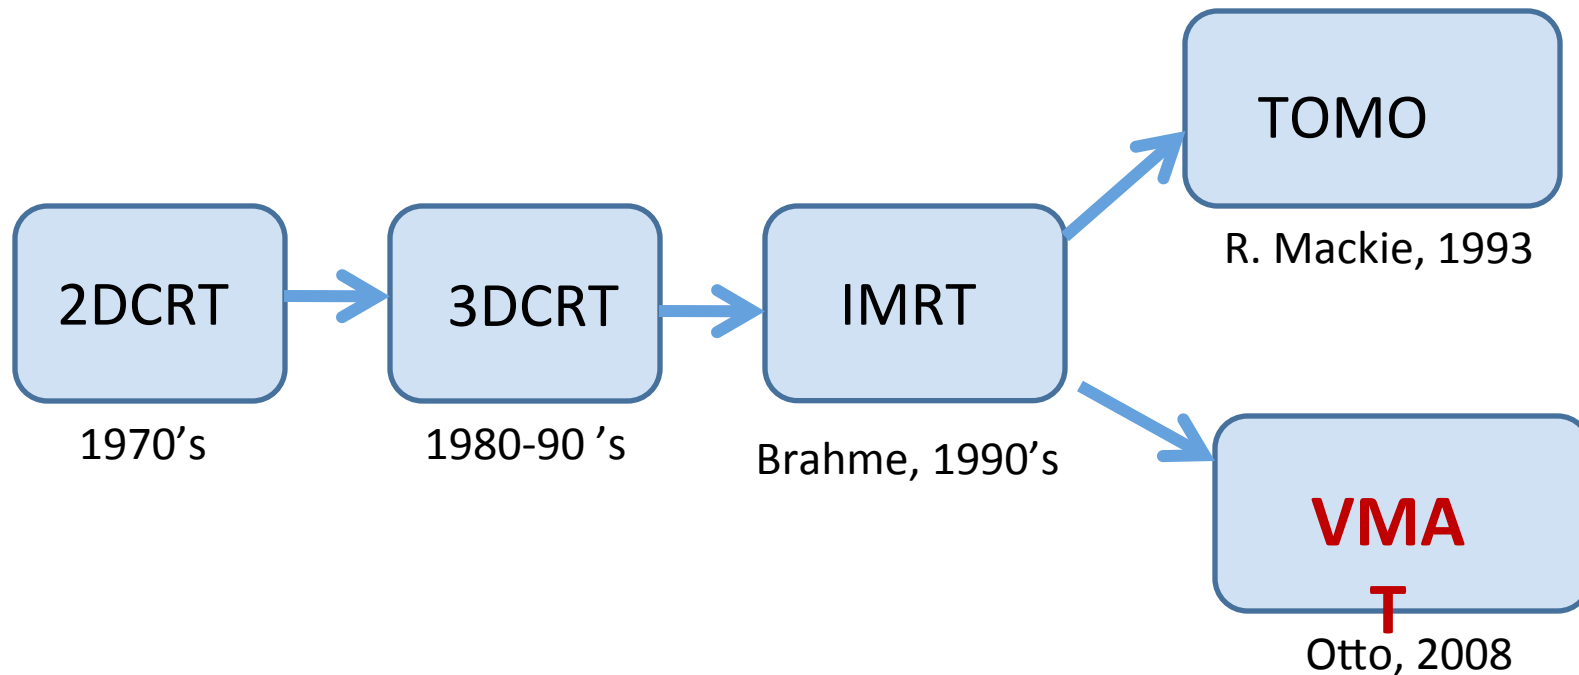 2DCRT
1970’s
3DCRT
1980-90 ’s
IMRT
Brahme, 1990’s
TOMO
R. Mackie, 1993
VMA
T
Otto, 2008